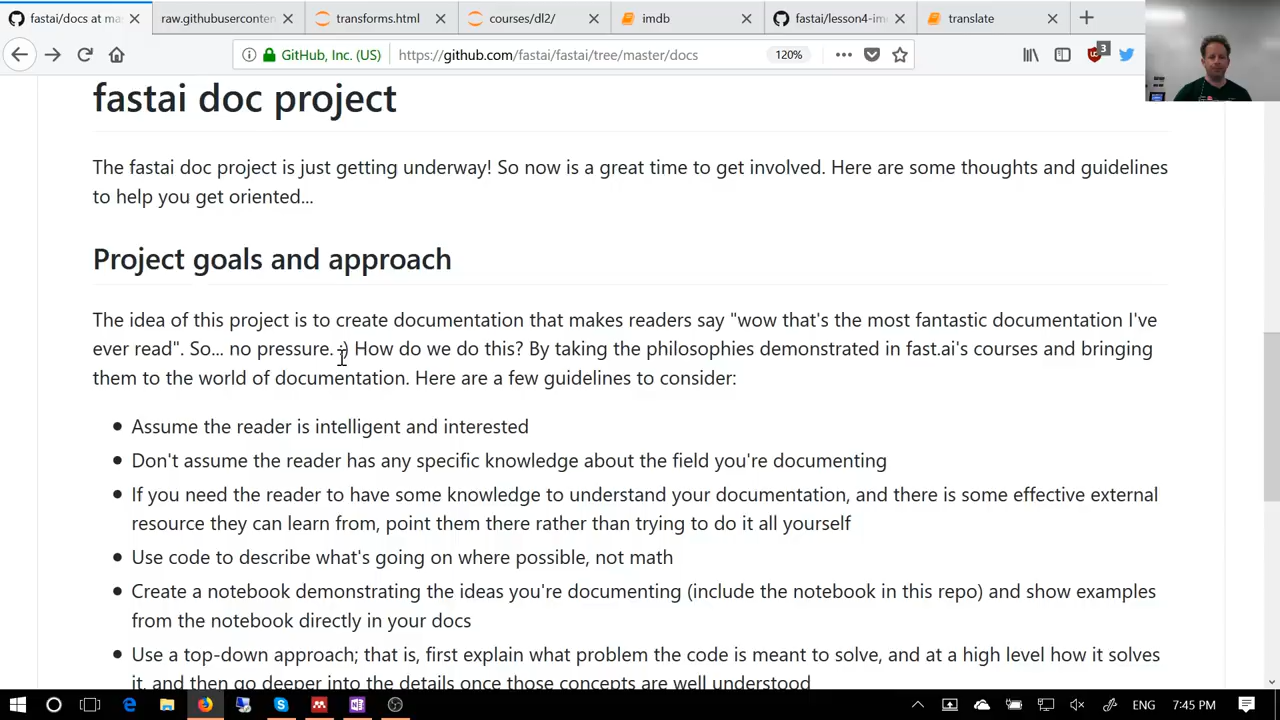 fastai/docs at mas
raw.githubusercontent
transforms.html
courses/dl2/
imdb
fastai/lesson4-im
translate
GitHub, Inc. (US)
https://github.com/fastai/fastai/tree/master/docs
120%
3
fastai doc project
The fastai doc project is just getting underway! So now is a great time to get involved. Here are some thoughts and guidelines
to help you get oriented...
Project goals and approach
The idea of this project is to create documentation that makes readers say "wow that's the most fantastic documentation I've
ever read". So... no pressure. :) How do we do this? By taking the philosophies demonstrated in fast.ai's courses and bringing
them to the world of documentation. Here are a few guidelines to consider:
• Assume the reader is intelligent and interested
• Don't assume the reader has any specific knowledge about the field you're documenting
• If you need the reader to have some knowledge to understand your documentation, and there is some effective external
resource they can learn from, point them there rather than trying to do it all yourself
• Use code to describe what's going on where possible, not math
• Create a notebook demonstrating the ideas you're documenting (include the notebook in this repo) and show examples
from the notebook directly in your docs
• Use a top-down approach; that is, first explain what problem the code is meant to solve, and at a high level how it solves
it, and then go deeper into the details once those concepts are well understood
ENG
7:45 PM